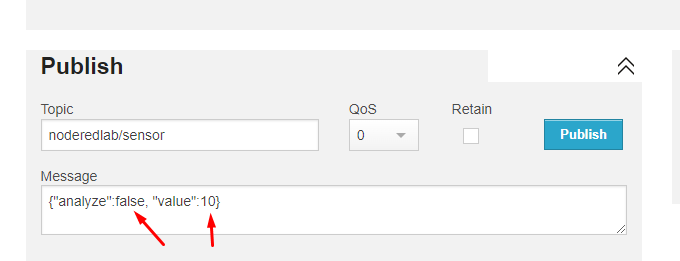 Publish
Topic QoS Retain
noderedlab/sensor 0 Publish
Message
{"analyze":false, "value":10}